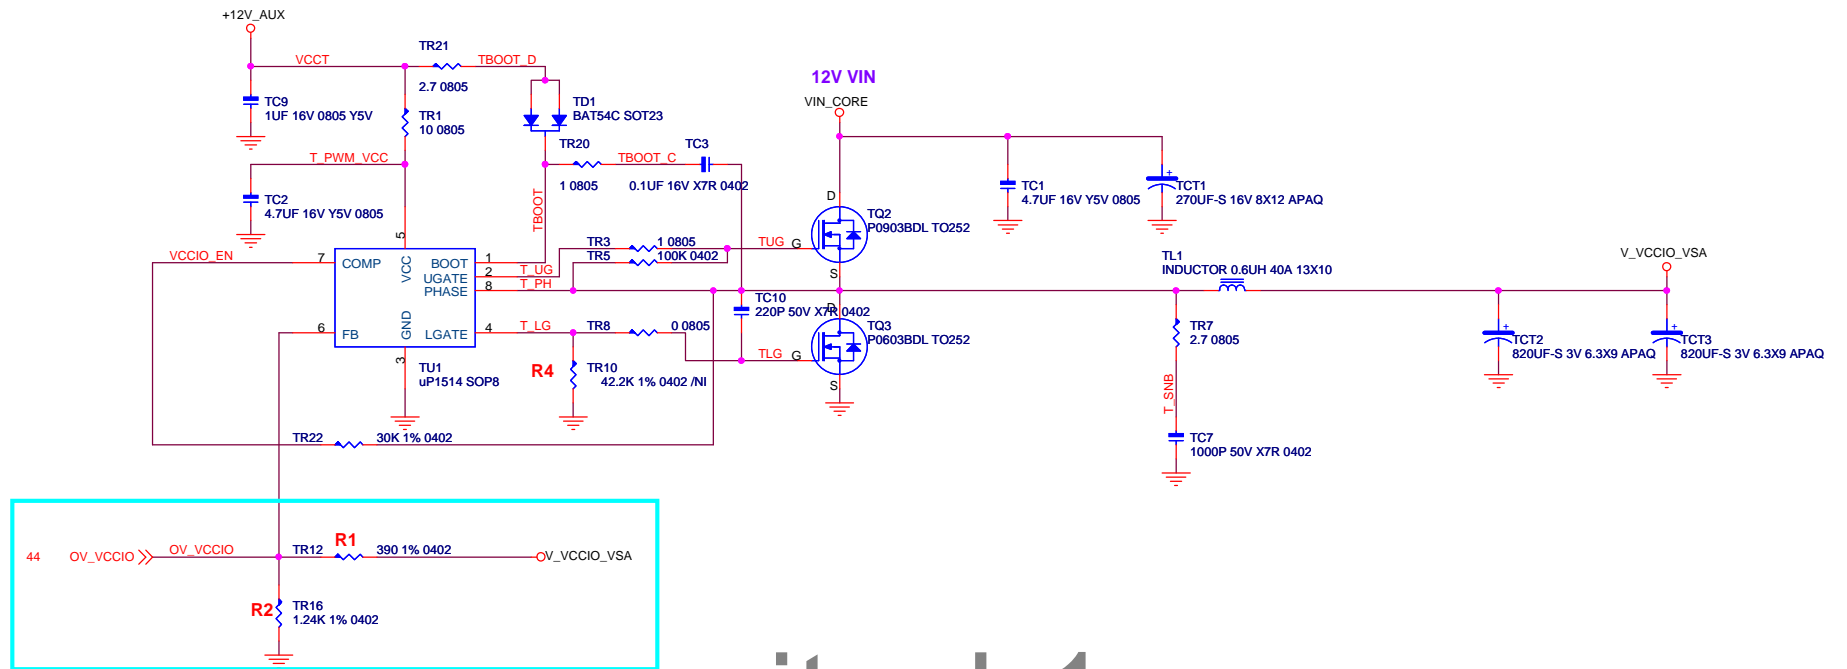 +12V_AUX
VCCT
TR21
2.7 0805
TBOOT_D
TC9
1UF 16V 0805 Y5V
TR1
10 0805
TD1
BAT54C SOT23
T_PWM_VCC
TC2
4.7UF 16V Y5V 0805
TR20
1 0805
TBOOT_C
TC3
0.1UF 16V X7R 0402
TBOOT
12V VIN
VIN_CORE
TC1
4.7UF 16V Y5V 0805
+
TCT1
270UF-S 16V 8X12 APAQ
D
TQ2
P0903BDL TO252
G
S
VCCIO_EN
7
COMP
5
VCC
BOOT
1
UGATE
2
PHASE
8
6
FB
GND
3
LGATE
4
TU1
uP1514 SOP8
T_UG
T_PH
T_LG
TR3
1 0805
TR5
100K 0402
TUG
TC10
220P 50V X7R 0402
TR8
0 0805
TLG
R4
TR10
42.2K 1% 0402 /NI
D
TQ3
P0603BDL TO252
G
S
TL1
INDUCTOR 0.6UH 40A 13X10
V_VCCIO_VSA
TR7
2.7 0805
T_SNB
TC7
1000P 50V X7R 0402
+
TCT2
820UF-S 3V 6.3X9 APAQ
+
TCT3
820UF-S 3V 6.3X9 APAQ
TR22
30K 1% 0402
44
OV_VCCIO
OV_VCCIO
TR12
R1
390 1% 0402
V_VCCIO_VSA
R2
TR16
1.24K 1% 0402